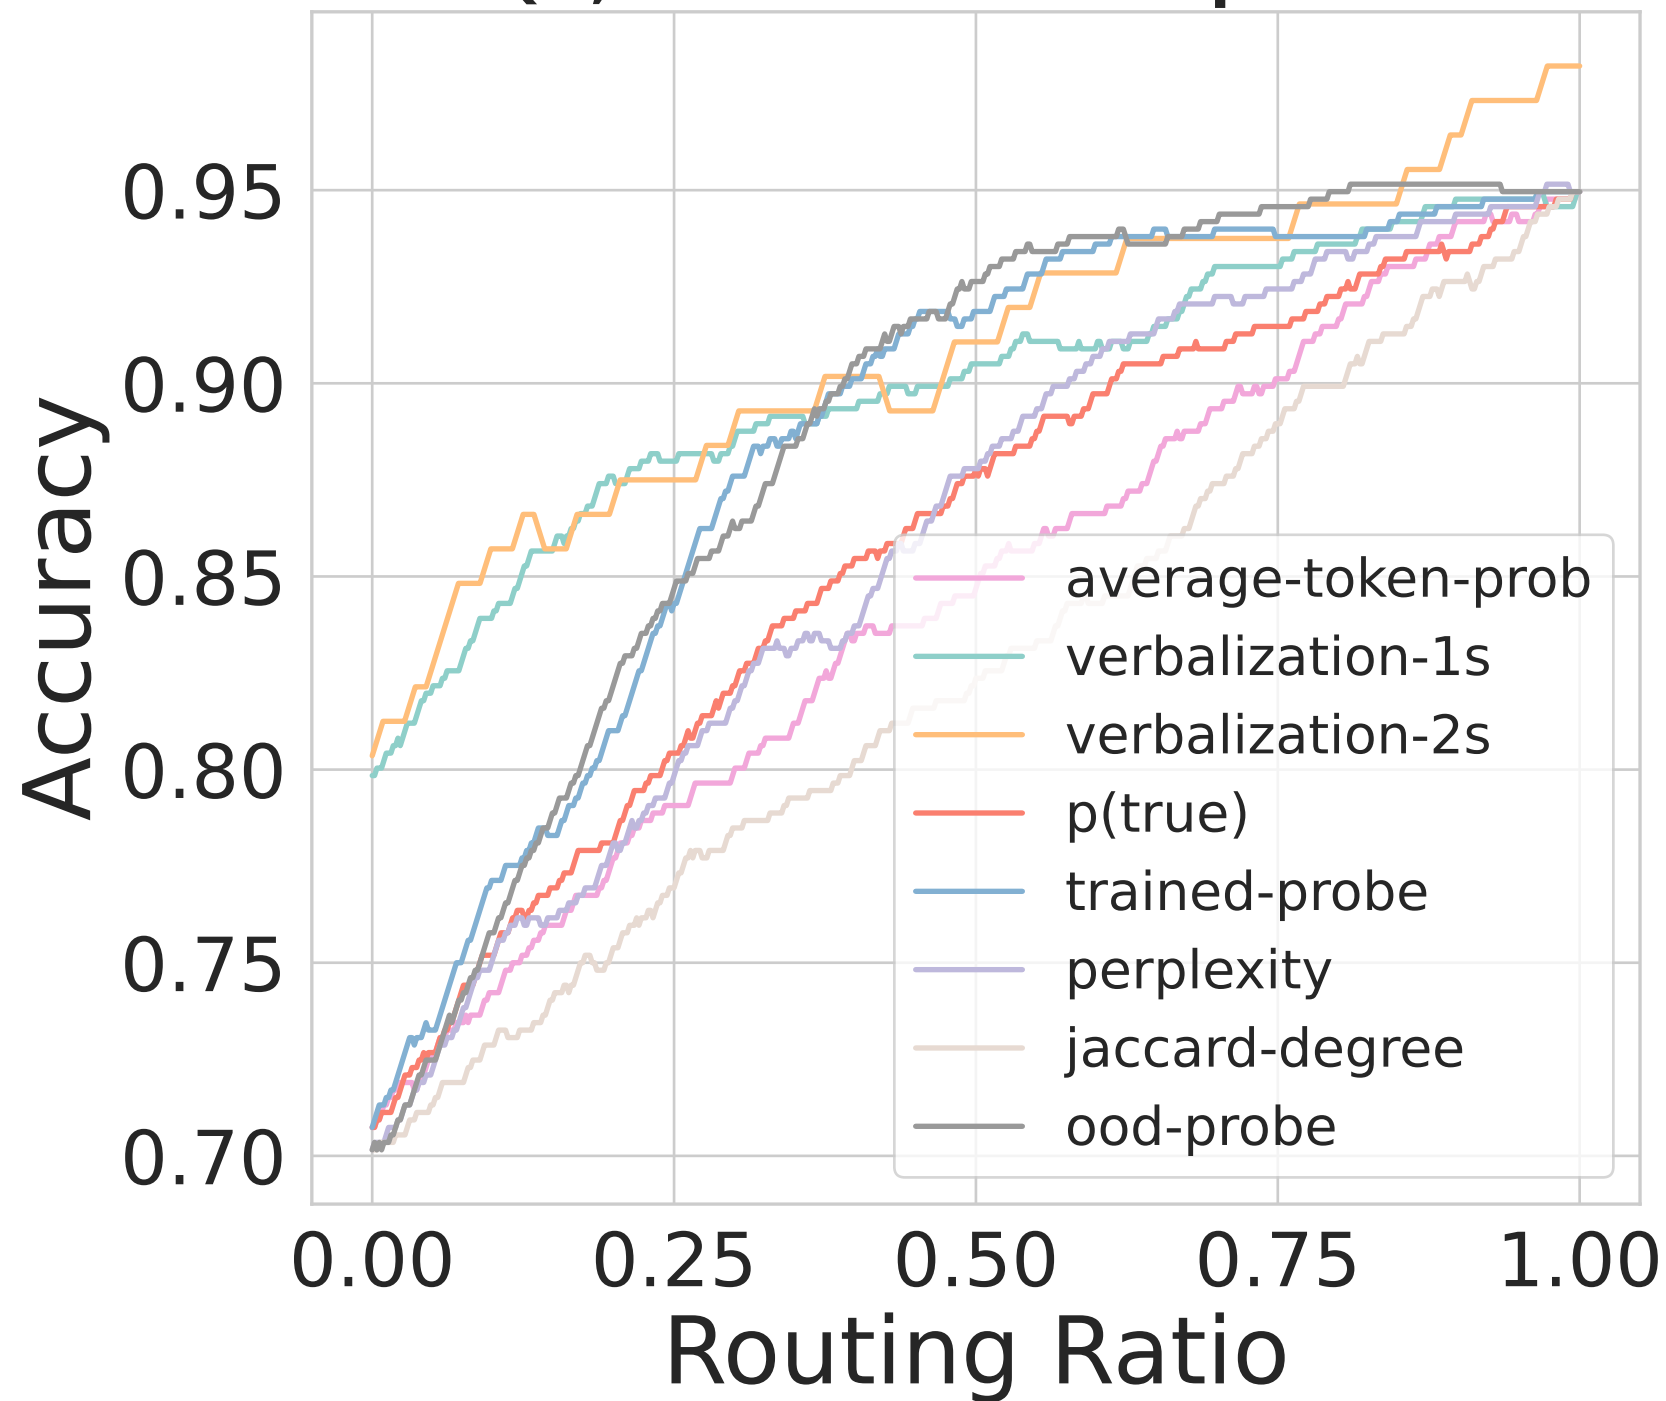 0.95
0.90
0.85
0.80
0.75
0.70
Accuracy
average-token-prob
verbalization-1s
verbalization-2s
p(true)
trained-probe
perplexity
jaccard-degree
ood-probe
0.00 0.25 0.50 0.75 1.00
Routing Ratio